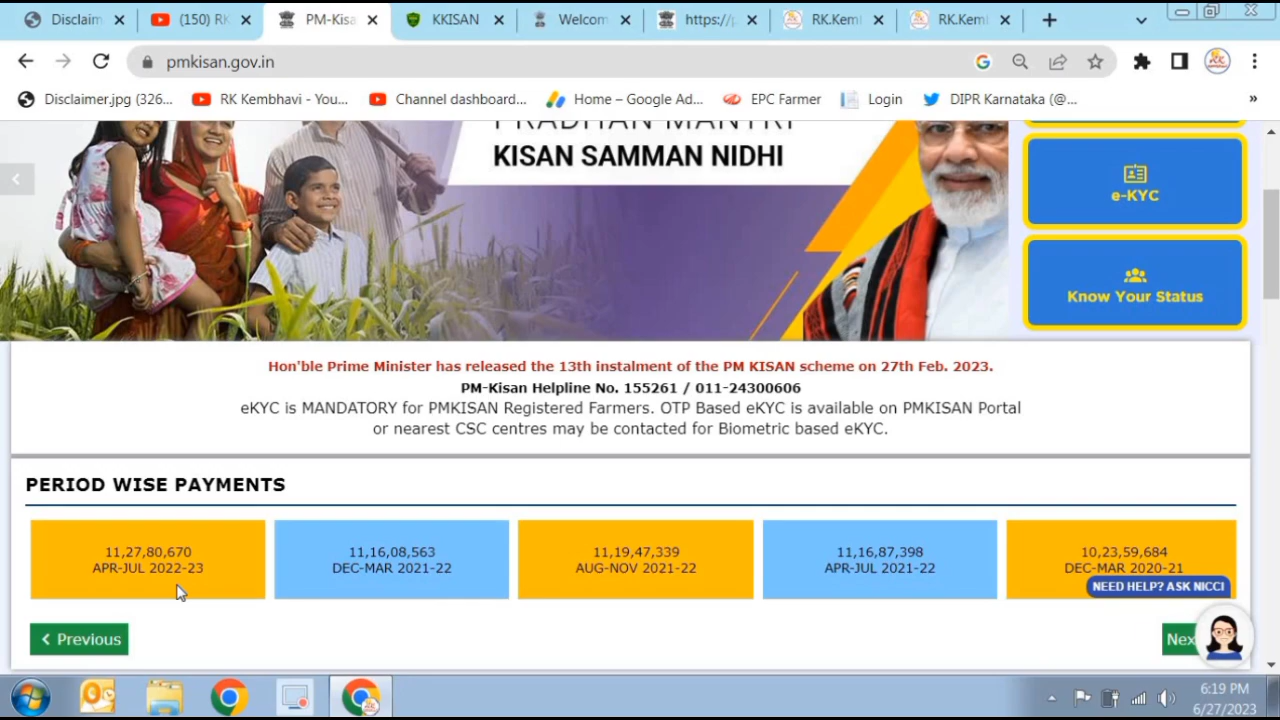 Disclaim
(150) RK
PM-Kisa
KKISAN
Welcom
https://p
RK.Kem
RK.Kem
pmkisan.gov.in
Disclaimer.jpg (326...
RK Kembhavi - You...
Channel dashboard...
Home – Google Ad...
EPC Farmer
Login
DIPR Karnataka (@...
PRADHAN MANTRI
KISAN SAMMAN NIDHI
e-KYC
Know Your Status
Hon'ble Prime Minister has released the 13th instalment of the PM KISAN scheme on 27th Feb. 2023.
PM-Kisan Helpline No. 155261 / 011-24300606
eKYC is MANDATORY for PMKISAN Registered Farmers. OTP Based eKYC is available on PMKISAN Portal
or nearest CSC centres may be contacted for Biometric based eKYC.
PERIOD WISE PAYMENTS
11,27,80,670
APR-JUL 2022-23
11,16,08,563
DEC-MAR 2021-22
11,19,47,339
AUG-NOV 2021-22
11,16,87,398
APR-JUL 2021-22
10,23,59,684
DEC-MAR 2020-21
NEED HELP? ASK NICCI
Previous
Nex
6:19 PM
6/27/2023